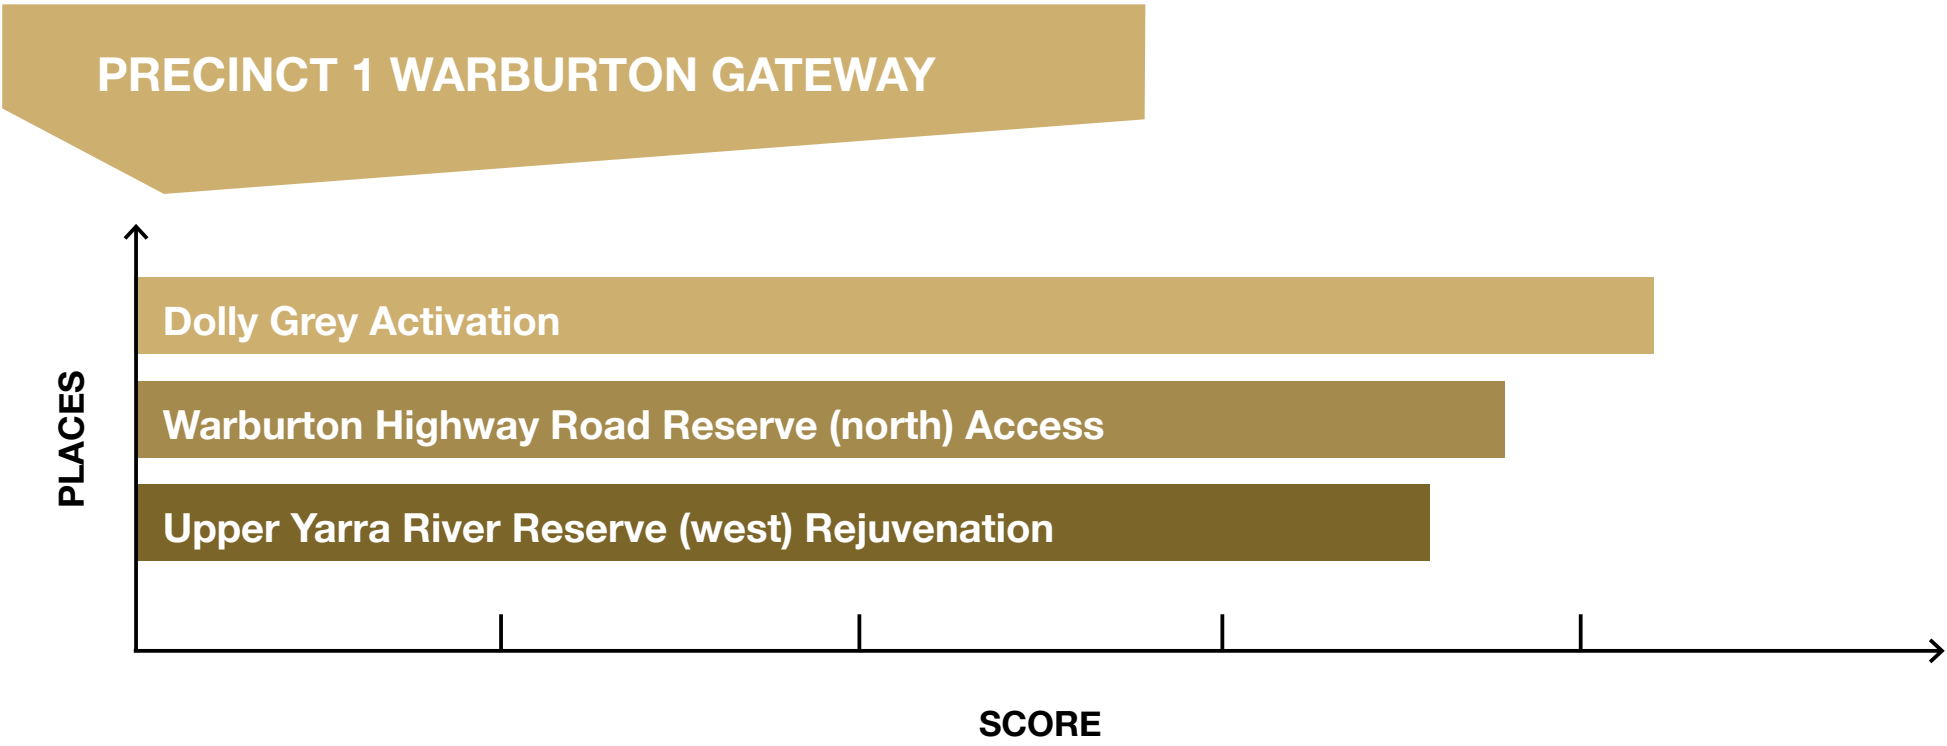 PRECINCT 1 WARBURTON GATEWAY
Dolly Grey Activation
Warburton Highway Road Reserve (north) Access
Upper Yarra River Reserve (west) Rejuvenation
PLACES
SCORE